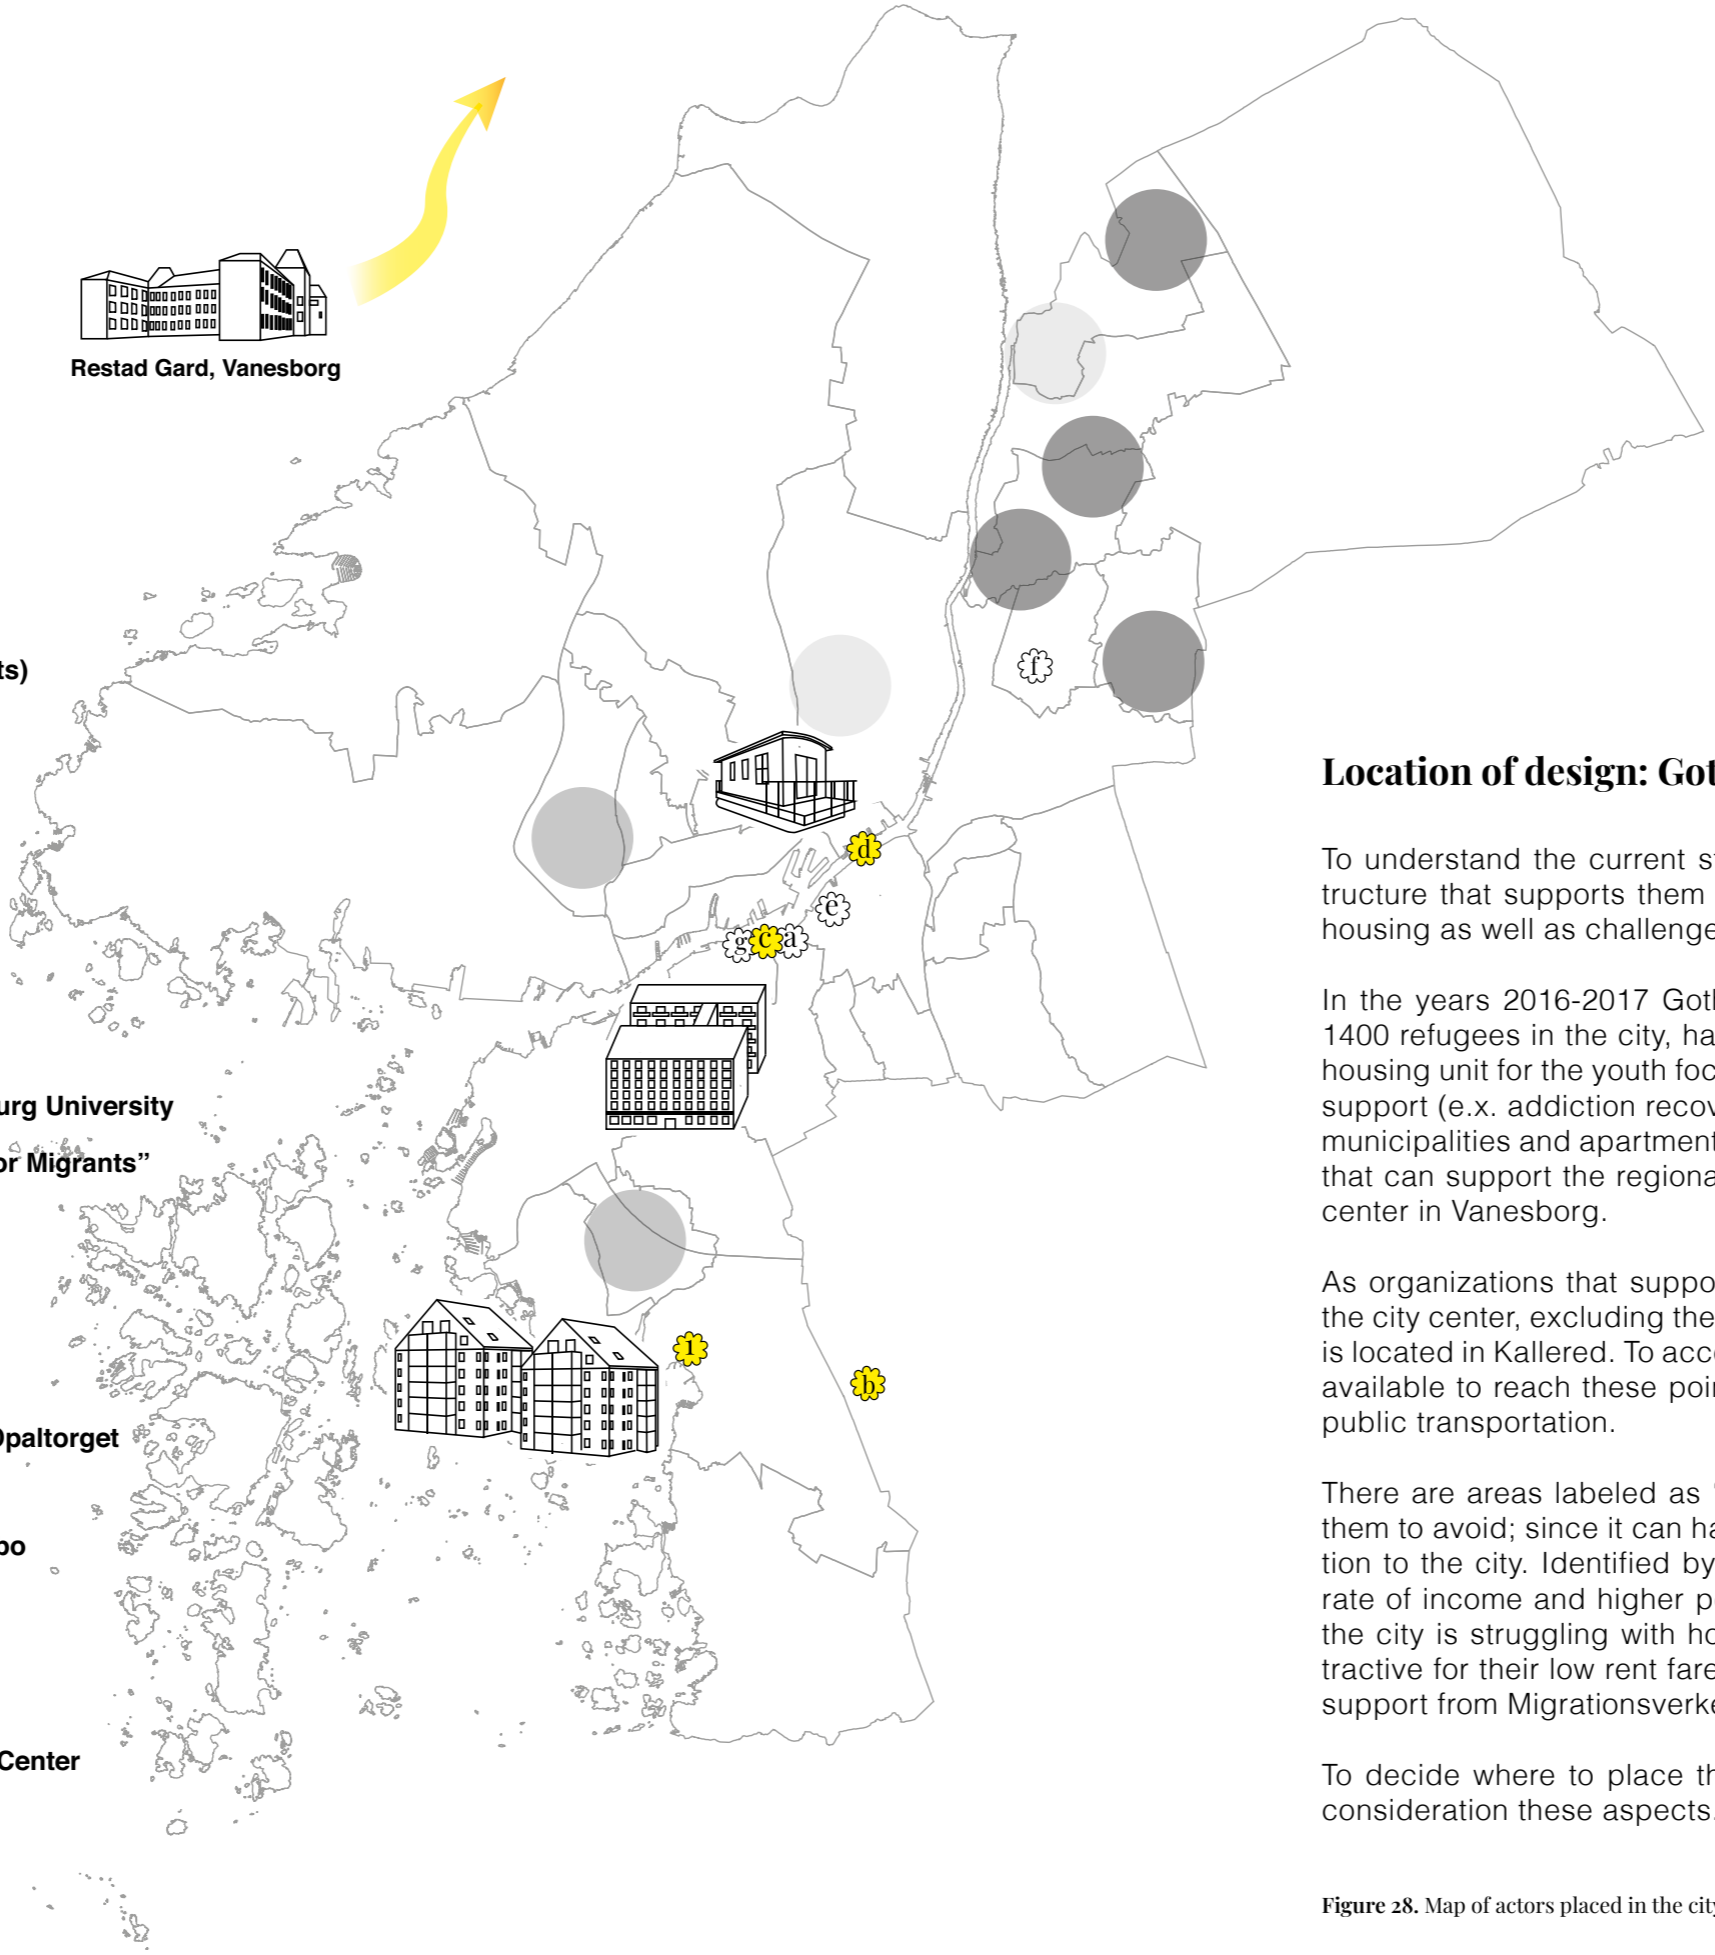 Restad Gard, Vanesborg
ts)
urg University
or Migrants”
Opaltorget
oo
Center
f
d
e
g
c
a
1
b
Location of design: Got
To understand the current st
tructure that supports them
housing as well as challenge
In the years 2016-2017 Goth
1400 refugees in the city, ha
housing unit for the youth foc
support (e.x. addiction recov
municipalities and apartment
that can support the regiona
center in Vanesborg.
As organizations that suppo
the city center, excluding the
is located in Kallered. To acce
available to reach these poin
public transportation.
There are areas labeled as
them to avoid; since it can ha
tion to the city. Identified by
rate of income and higher po
the city is struggling with ho
tractive for their low rent fare
support from Migrationsverke
To decide where to place th
consideration these aspects.
Figure 28. Map of actors placed in the city